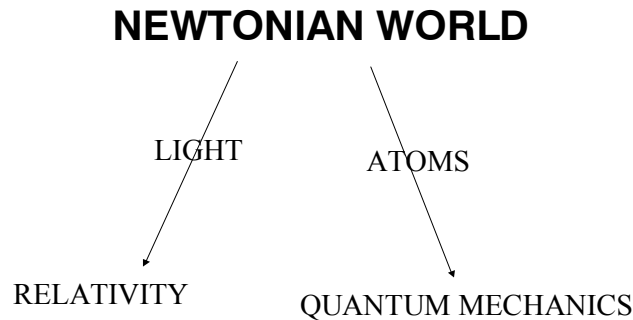 NEWTONIAN WORLD
LIGHT
ATOMS
RELATIVITY
QUANTUM MECHANICS